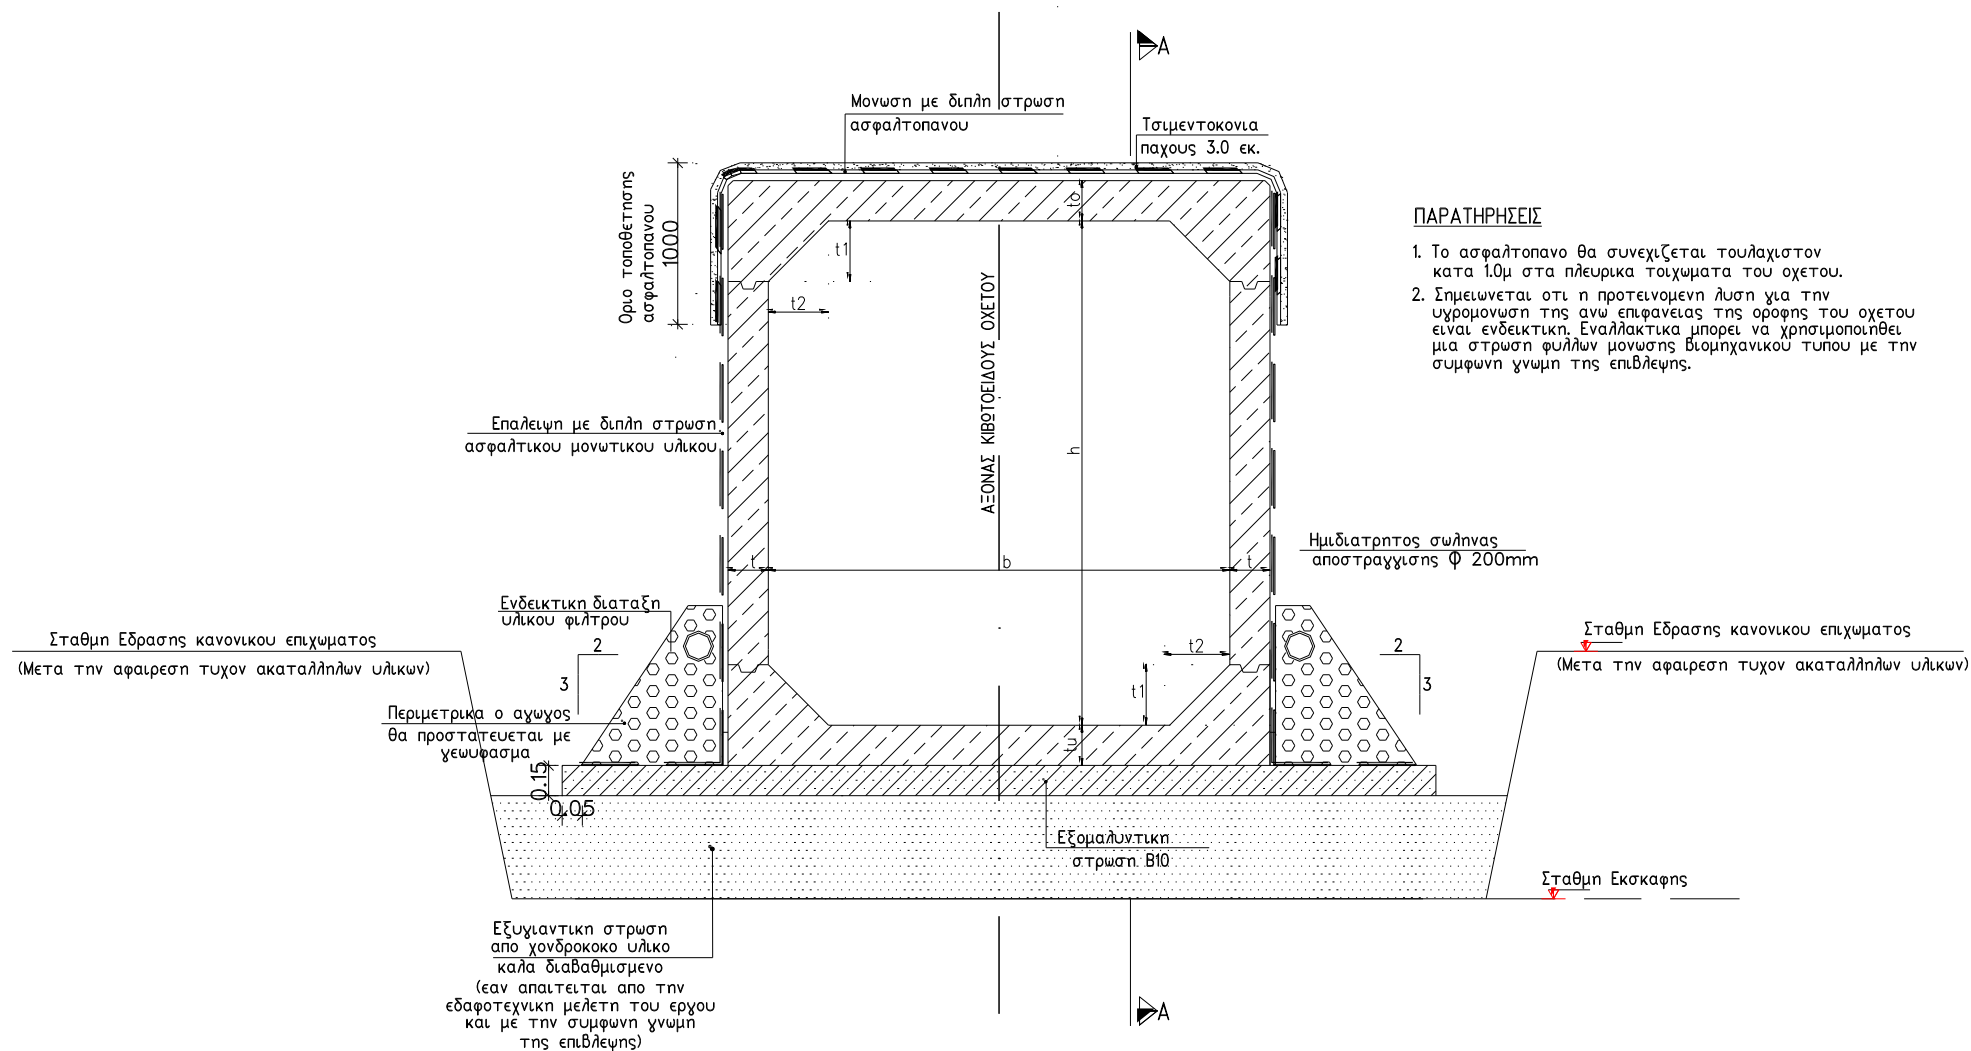 A
Μονωση με διπλη στρωση
ασφαλτοπανου
Τσιμεντοκονια
παχους 3.0 εκ.
Οριο τοποθετησης
ασφαλτοπανου
1000
to
t1
t2
ΑΞΟΝΑΣ ΚΙΒΩΤΟΕΙΔΟΥΣ ΟΧΕΤΟΥ
h
ΠΑΡΑΤΗΡΗΣΕΙΣ
1. Το ασφαλτοπανο θα συνεχιζεται τουλαχιστον
κατα 1.0μ στα πλευρικα τοιχωματα του οχετου.
2. Σημειωνεται οτι η προτεινομενη λυση για την
υγρομονωση της ανω επιφανειας της οροφης του οχετου
ειναι ενδεικτικη. Εναλλακτικα μπορει να χρησιμοποιηθει
μια στρωση φυλλων μονωσης βιομηχανικου τυπου με την
συμφωνη γνωμη της επιβλεψης.
Επαλειψη με διπλη στρωση
ασφαλτικου μονωτικου υλικου
t
b
t
Ημιδιατρητος σωληνας
αποστραγγισης Φ 200mm
Ενδεικτικη διαταξη
υλικου φιλτρου
Σταθμη Εδρασης κανονικου επιχωματος
(Μετα την αφαιρεση τυχον ακαταλληλων υλικων)
2
3
t2
t1
2
3
Σταθμη Εδρασης κανονικου επιχωματος
(Μετα την αφαιρεση τυχον ακαταλληλων υλικων)
Περιμετρικα ο αγωγος
θα προστατευεται με
γεωυφασμα
tu
0.15
0.05
Εξομαλυντικη
στρωση B10
Σταθμη Εκσκαφης
Εξυγιαντικη στρωση
απο χονδροκοκο υλικο
καλα διαβαθμισμενο
(εαν απαιτειται απο την
εδαφοτεχνικη μελετη του εργου
και με την συμφωνη γνωμη
της επιβλεψης)
A